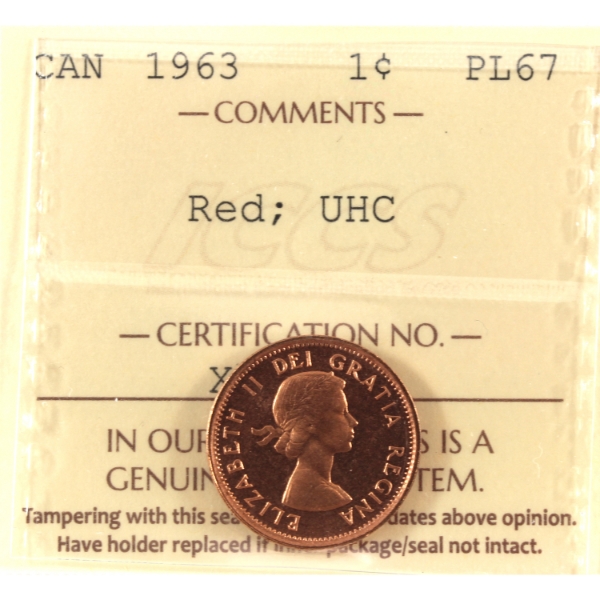 CAN 1963 1¢ PL67
— COMMENTS —
ICCS
Red; UHC
— CERTIFICATION NO. —
X
IN OUR S IS A
GENUIN TEM.
Tampering with this sea dates above opinion.
Have holder replaced if package/seal not intact.
ELIZABETH II DEI GRATIA REGINA